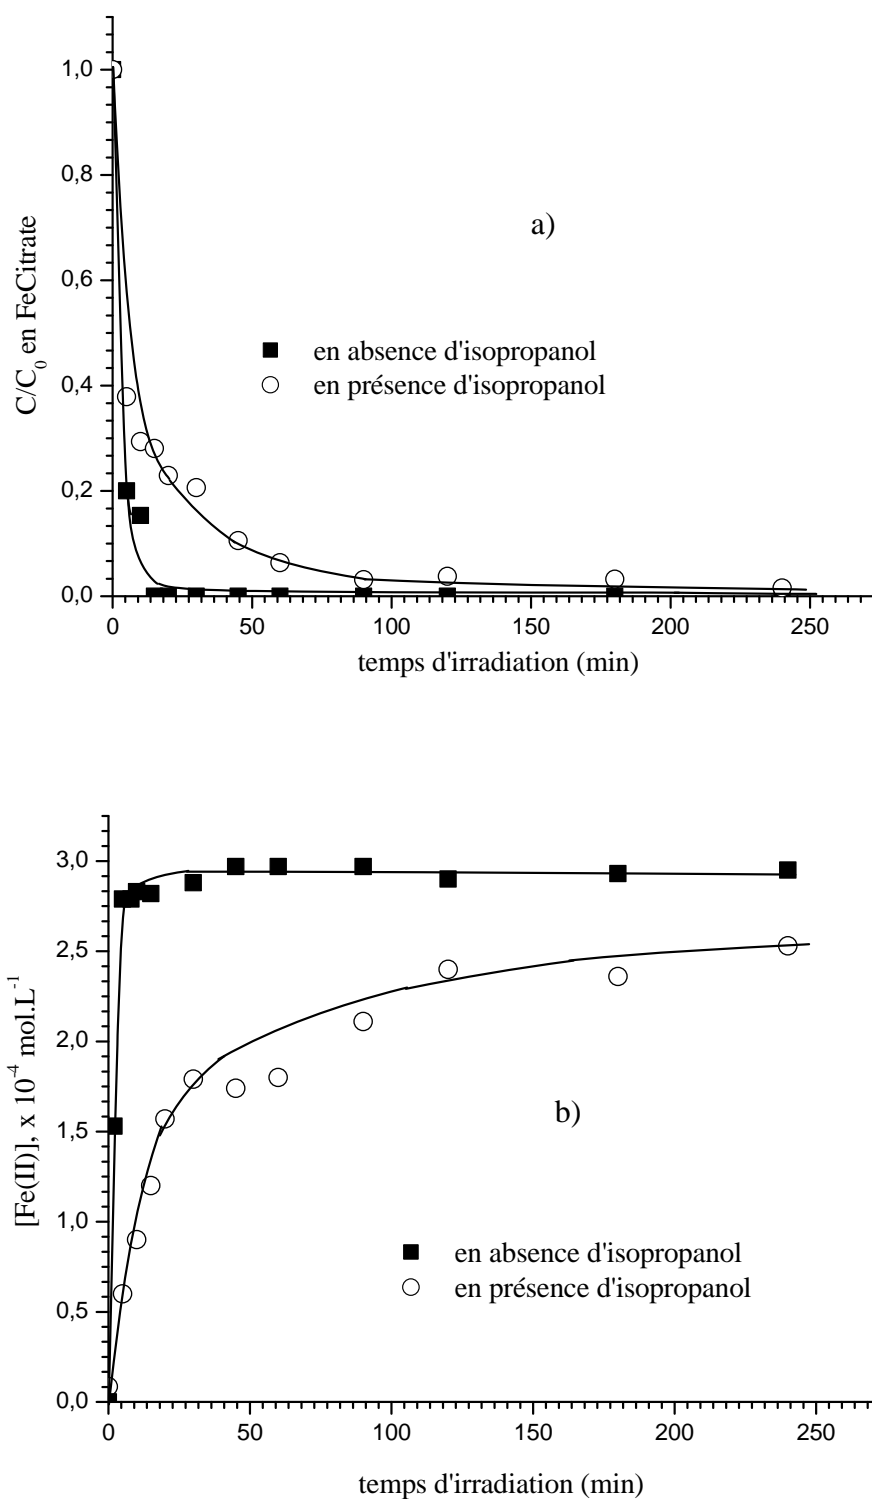 1,0
0,8
0,6
0,4
0,2
0,0
C/C0 en FeCitrate
a)
en absence d'isopropanol
en présence d'isopropanol
0 50 100 150 200 250
temps d'irradiation (min)
3,0
2,5
2,0
1,5
1,0
0,5
0,0
[Fe(II)], x 10-4 mol.L-1
b)
en absence d'isopropanol
en présence d'isopropanol
0 50 100 150 200 250
temps d'irradiation (min)